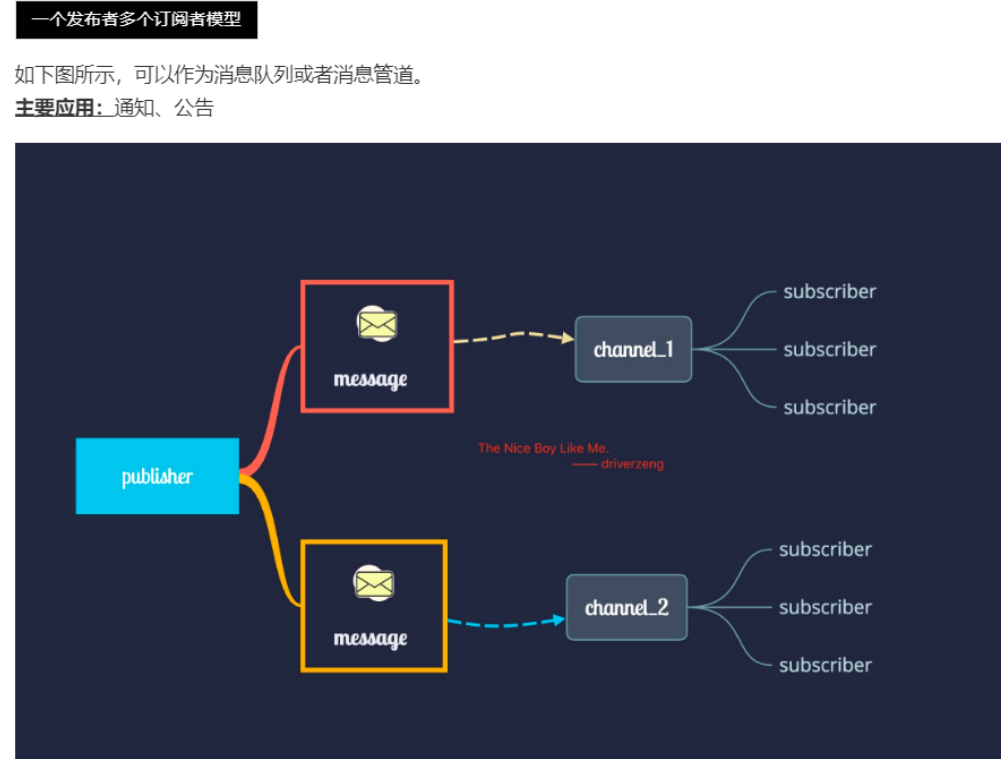 一个发布者多个订阅者模型
如下图所示，可以作为消息队列或者消息管道。
主要应用：通知、公告
subscriber
message
channel_1
subscriber
subscriber
The Nice Boy Like Me.
—— driverzeng
publisher
subscriber
message
channel_2
subscriber
subscriber